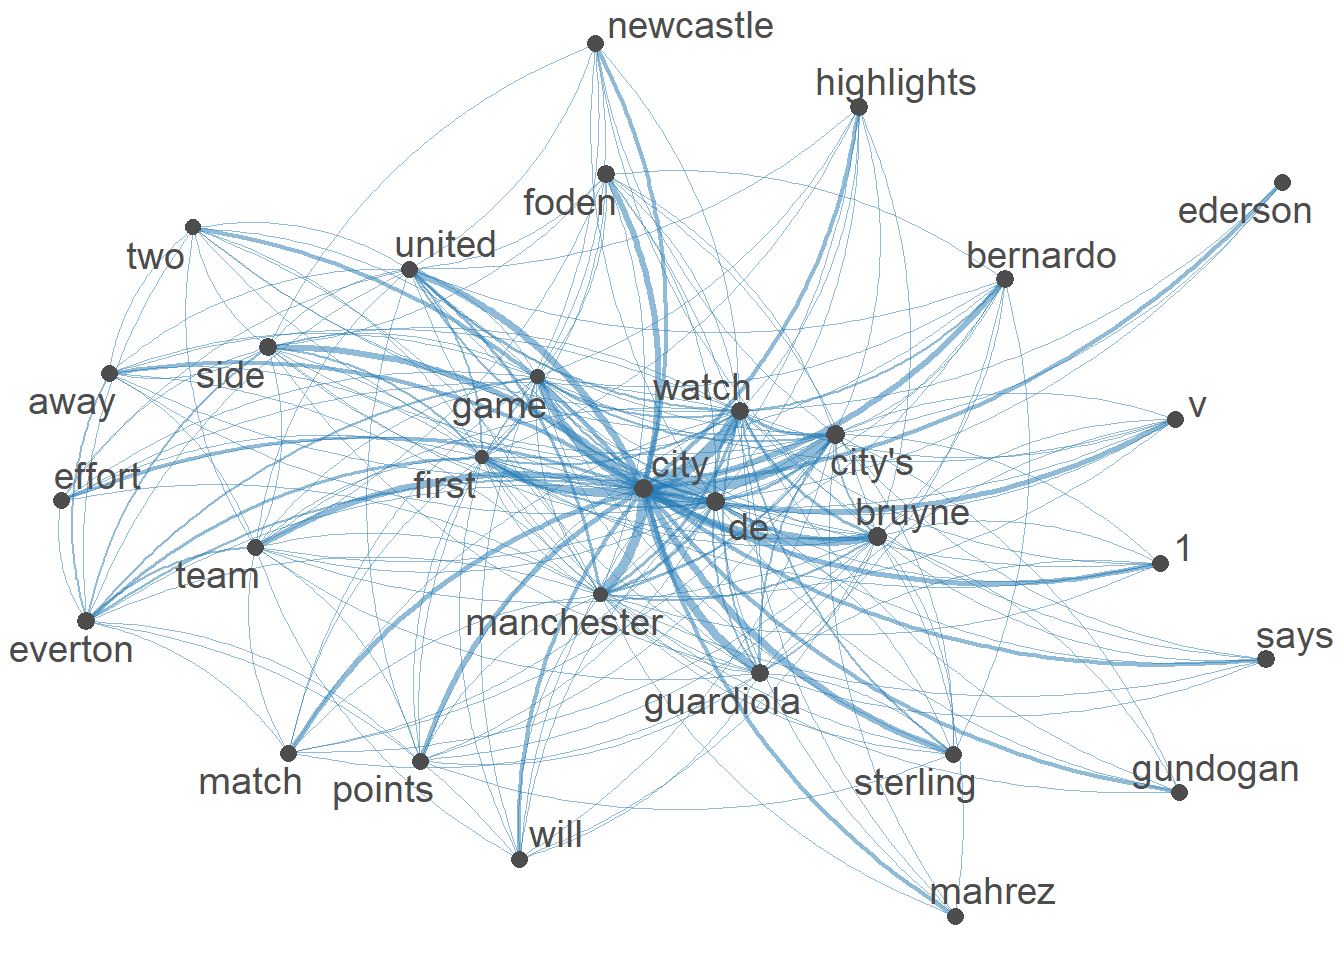 newcastle
highlights
foden
ederson
two
united
bernardo
side
away
game
watch
v
city
city's
effort
first
de
bruyne
1
team
manchester
everton
says
guardiola
match
points
sterling
gundogan
will
mahrez